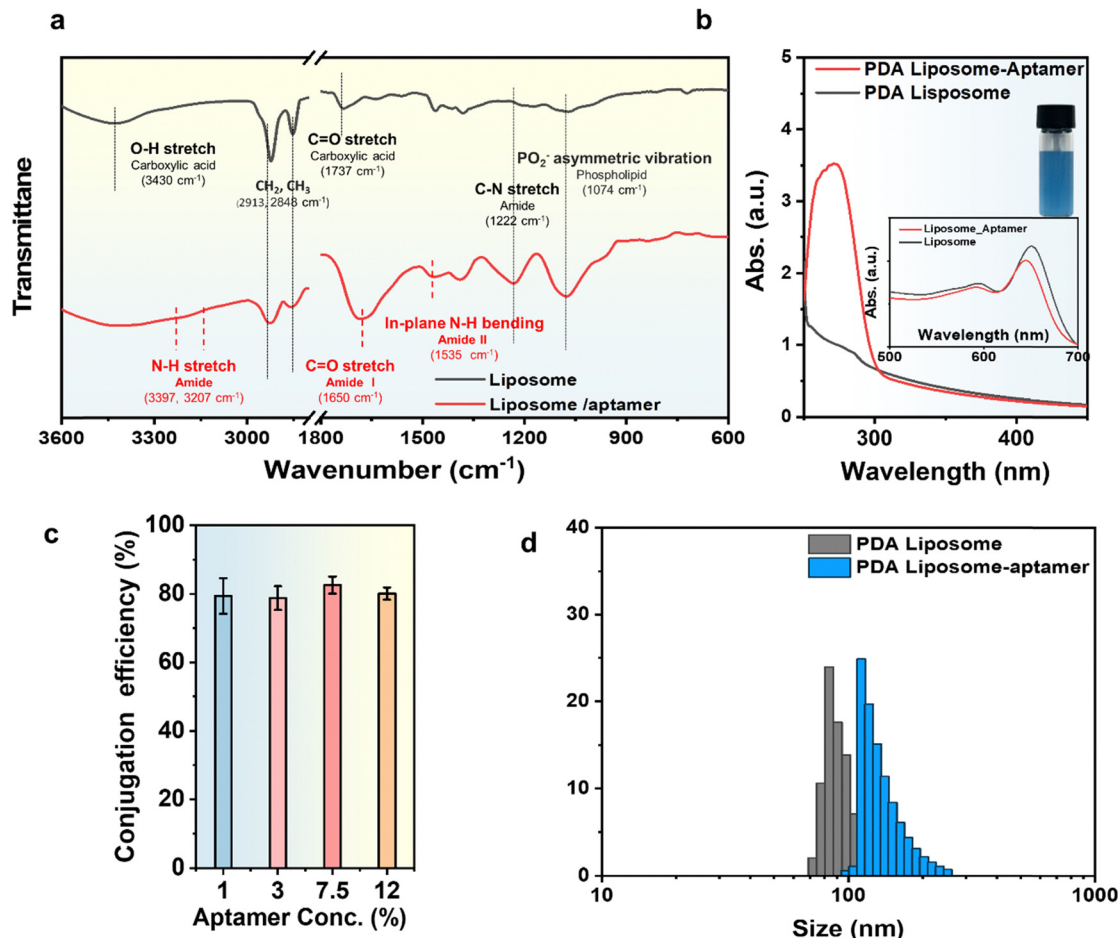 a
Transmittane
O-H stretch
Carboxylic acid
(3430 cm⁻¹)
CH₂, CH₃
(2913, 2848 cm⁻¹)
C=O stretch
Carboxylic acid
(1737 cm⁻¹)
PO₂⁻ asymmetric vibration
Phospholipid
(1074 cm⁻¹)
C-N stretch
Amide
(1222 cm⁻¹)
N-H stretch
Amide
(3397, 3207 cm⁻¹)
C=O stretch
Amide I
(1650 cm⁻¹)
In-plane N-H bending
Amide II
(1535 cm⁻¹)
Liposome
Liposome /aptamer
3600 3300 3000 1800 1200 900 600
Wavenumber (cm⁻¹)
b
Abs. (a.u.)
5
4
3
2
1
0
PDA Liposome-Aptamer
PDA Lisposome
Liposome_Aptamer
Liposome
Abs. (a.u.)
Wavelength (nm)
500 600 700
300 400
Wavelength (nm)
c
Conjugation efficiency (%)
100
80
60
40
20
0
1 3 7.5 12
Aptamer Conc. (%)
d
40
30
20
10
0
PDA Liposome
PDA Liposome-aptamer
10 100 1000
Size (nm)